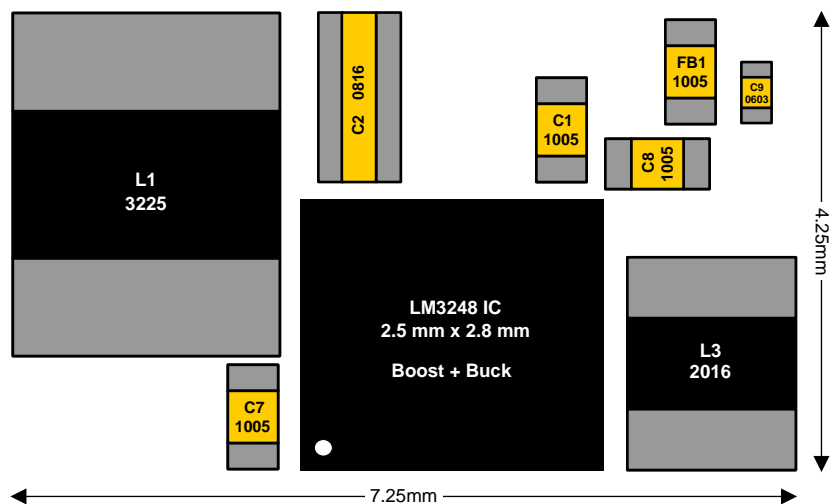 L1
3225
C2 0816
C1
1005
FB1
1005
C9
0603
C8
1005
LM3248 IC
2.5 mm x 2.8 mm
Boost + Buck
L3
2016
C7
1005
4.25mm
7.25mm